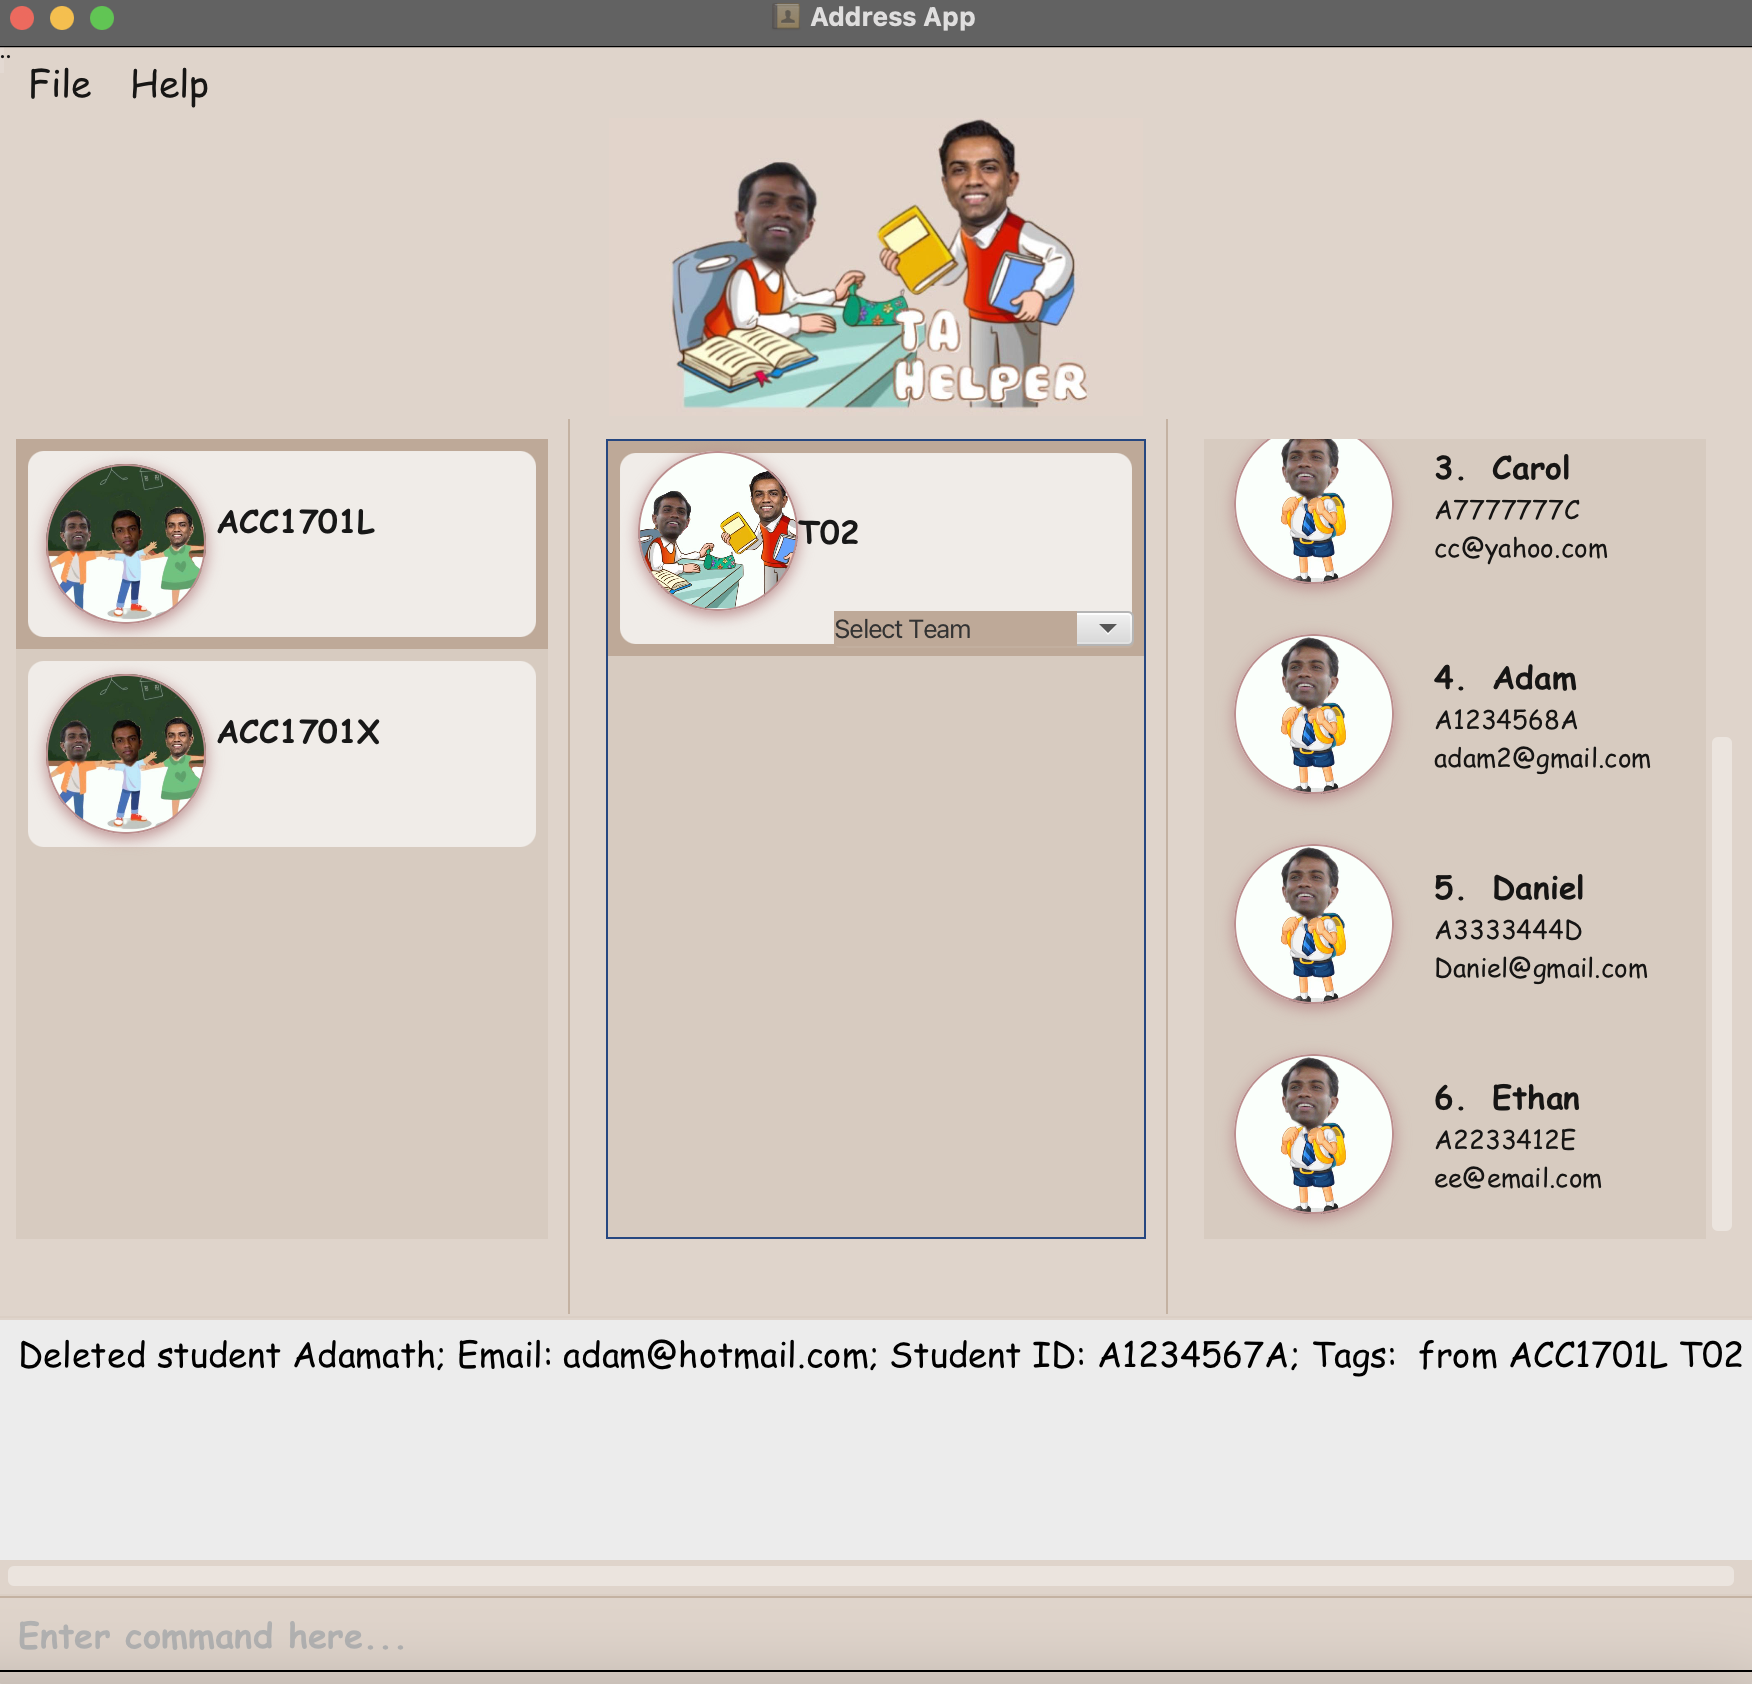 Address App
File Help
TA
HELPER
ACC1701L
ACC1701X
T02
Select Team
3. Carol
A7777777C
cc@yahoo.com
4. Adam
A1234568A
adam2@gmail.com
5. Daniel
A3333444D
Daniel@gmail.com
6. Ethan
A2233412E
ee@email.com
Deleted student Adamath; Email: adam@hotmail.com; Student ID: A1234567A; Tags:  from ACC1701L T02
Enter command here...